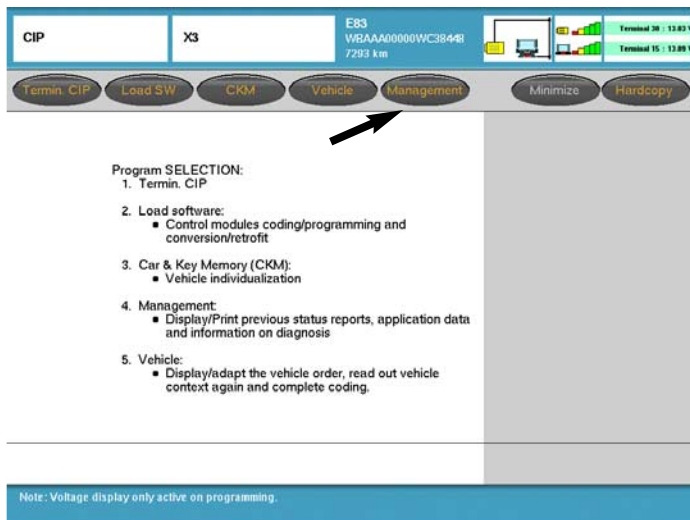 CIP
X3
E83
WBAAA00000WC38448
7293 km
Terminal 30 : 13.03
Terminal 15 : 13.09
Termin. CIP
Load SW
CKM
Vehicle
Management
Minimize
Hardcopy
Program SELECTION:
1. Termin. CIP
2. Load software:
▪ Control modules coding/programming and
conversion/retrofit
3. Car & Key Memory (CKM):
▪ Vehicle individualization
4. Management:
▪ Display/Print previous status reports, application data
and information on diagnosis
5. Vehicle:
▪ Display/adapt the vehicle order, read out vehicle
context again and complete coding.
Note: Voltage display only active on programming.